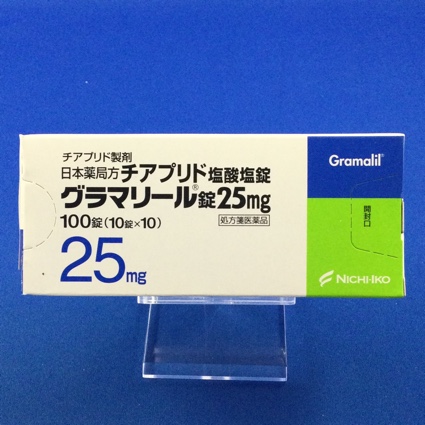 チアプリド製剤
日本薬局方チアプリド塩酸塩錠
グラマリール®錠25mg
100錠(10錠×10)
処方箋医薬品
25mg
Gramalil®
開封口
NICHI-IKO